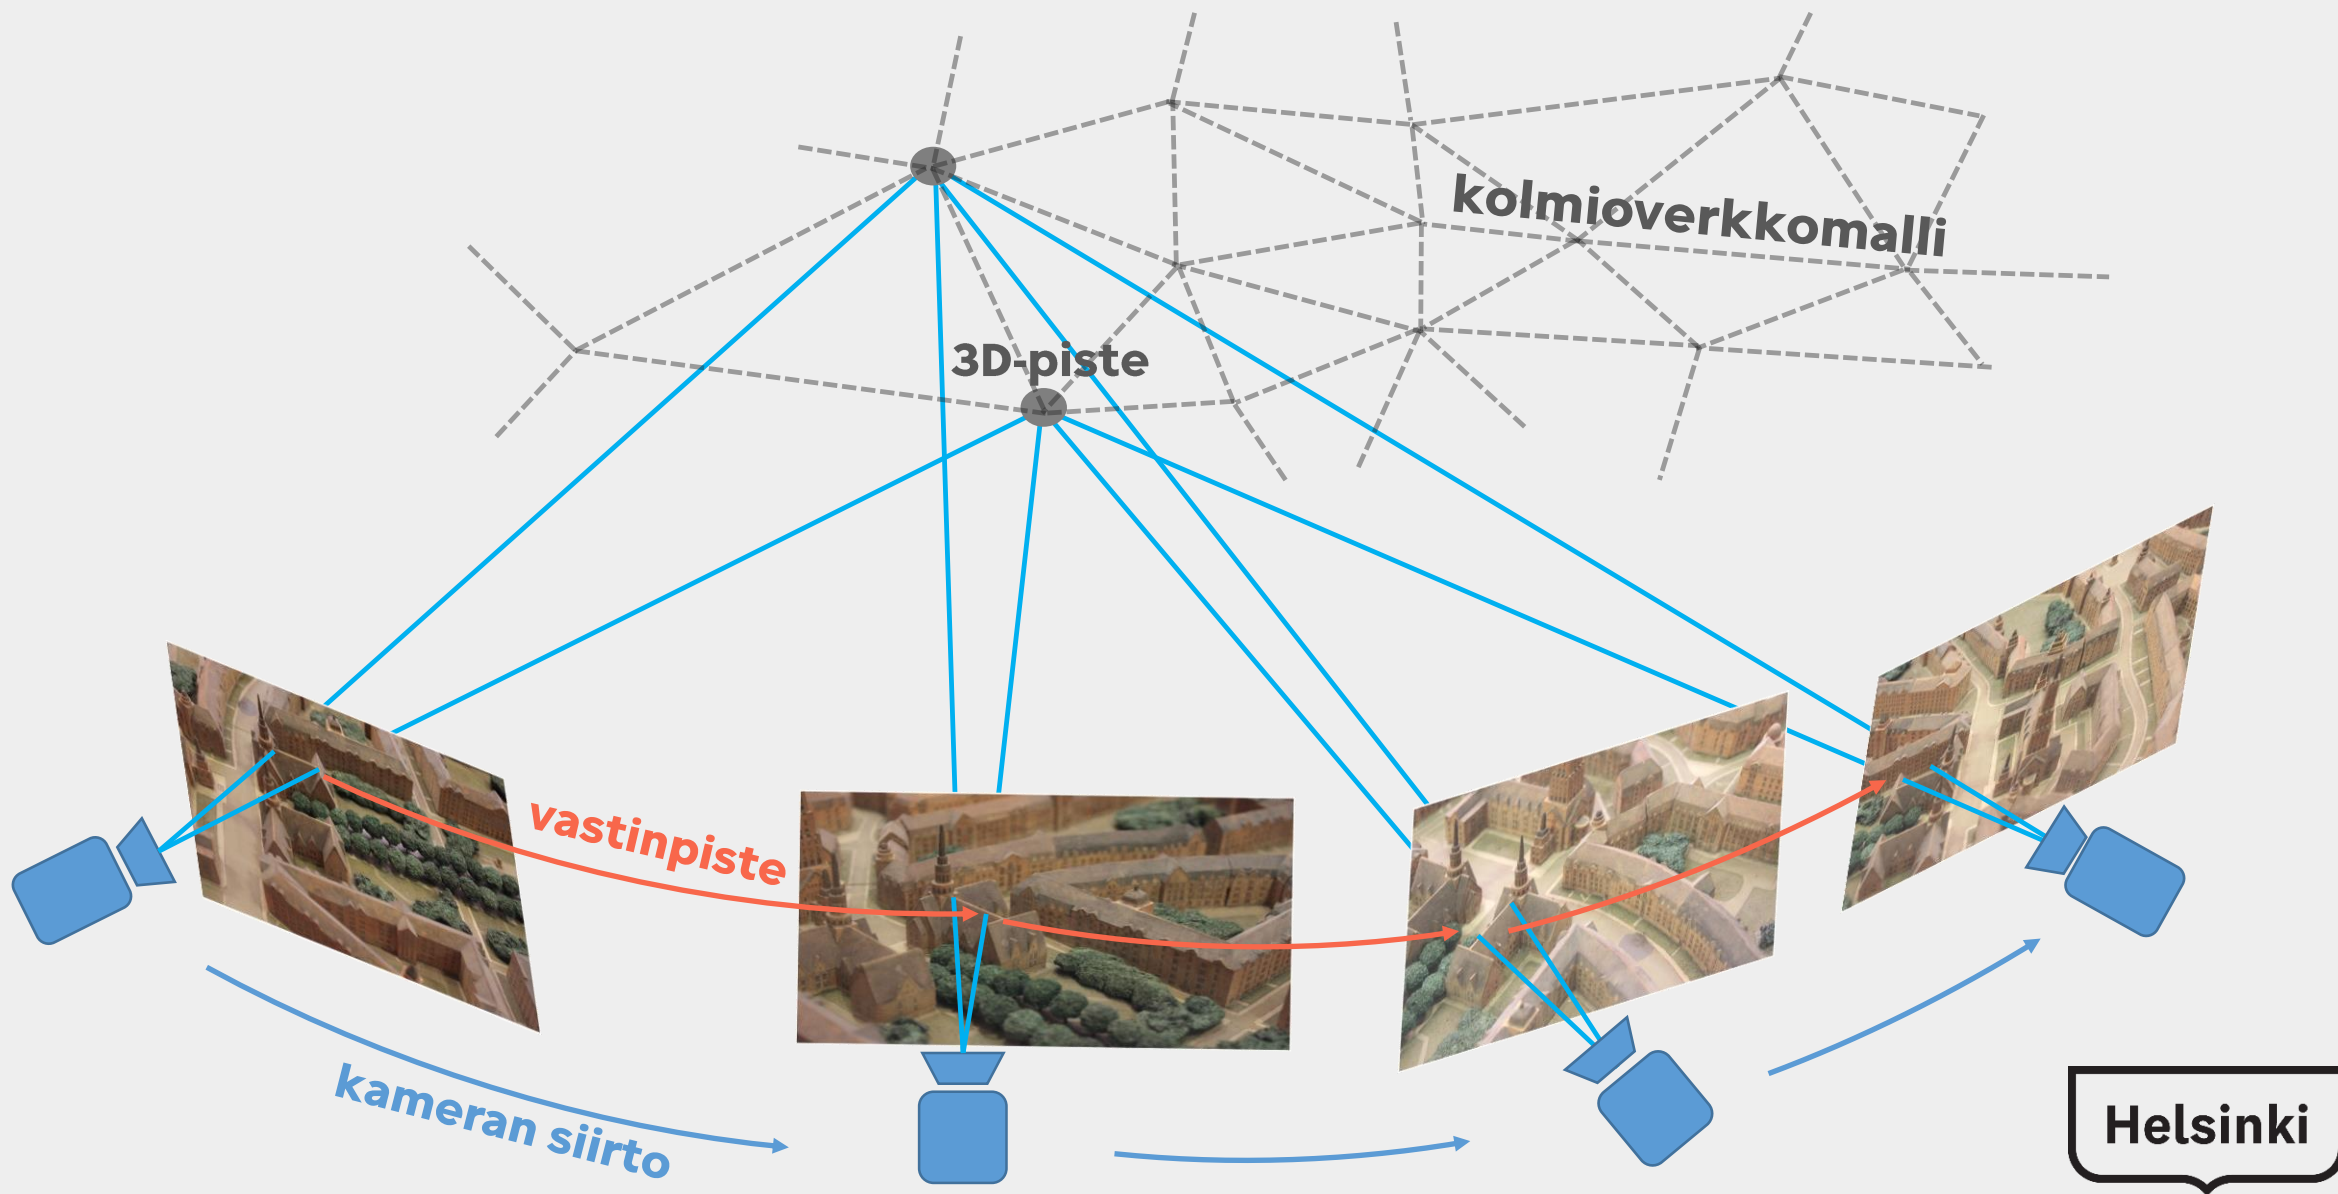 kolmioverkkomalli
3D-piste
vastinpiste
kameran siirto
Helsinki